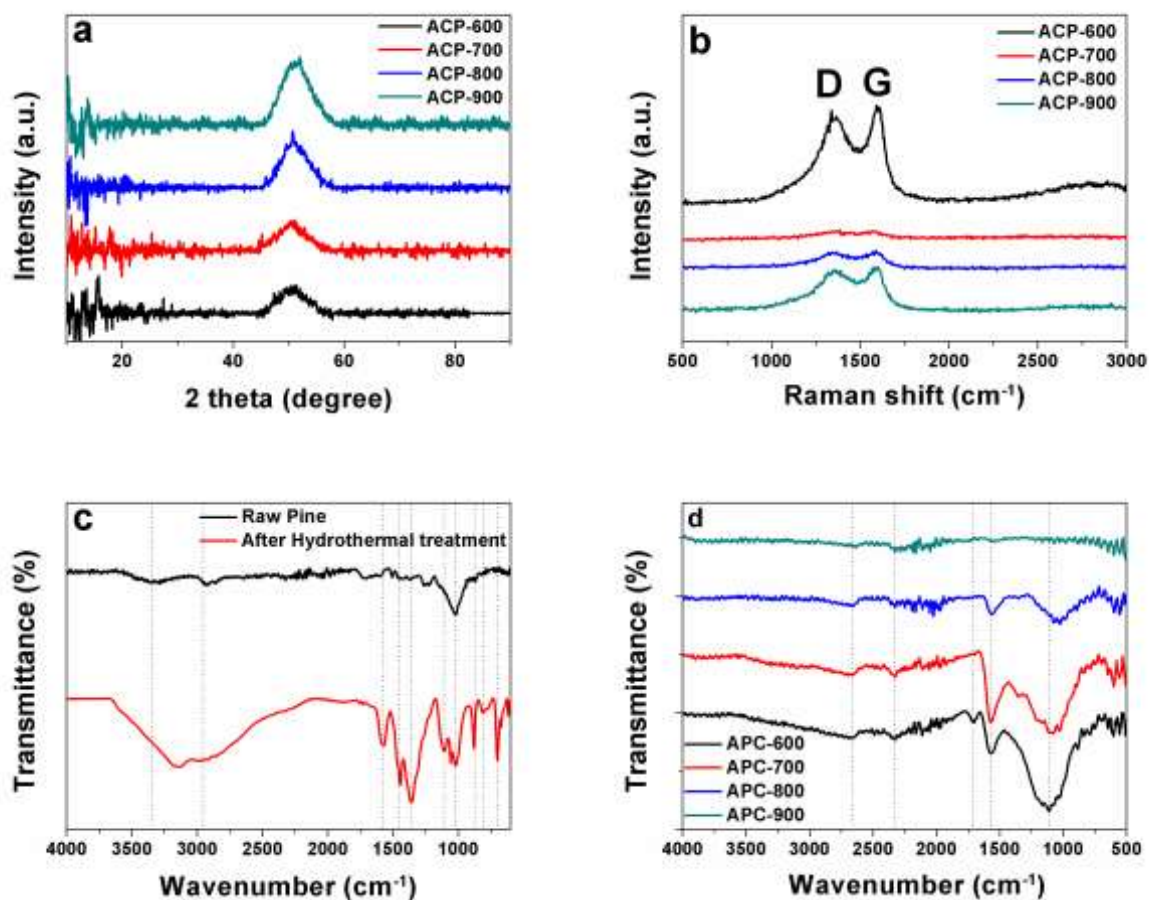 a
ACP-600
ACP-700
ACP-800
ACP-900
Intensity (a.u.)
20 40 60 80
2 theta (degree)
b
ACP-600
ACP-700
ACP-800
ACP-900
D G
Intensity (a.u.)
500 1000 1500 2000 2500 3000
Raman shift (cm⁻¹)
c
Raw Pine
After Hydrothermal treatment
Transmittance (%)
4000 3500 3000 2500 2000 1500 1000
Wavenumber (cm⁻¹)
d
Transmittance (%)
APC-600
APC-700
APC-800
APC-900
4000 3500 3000 2500 2000 1500 1000 500
Wavenumber (cm⁻¹)